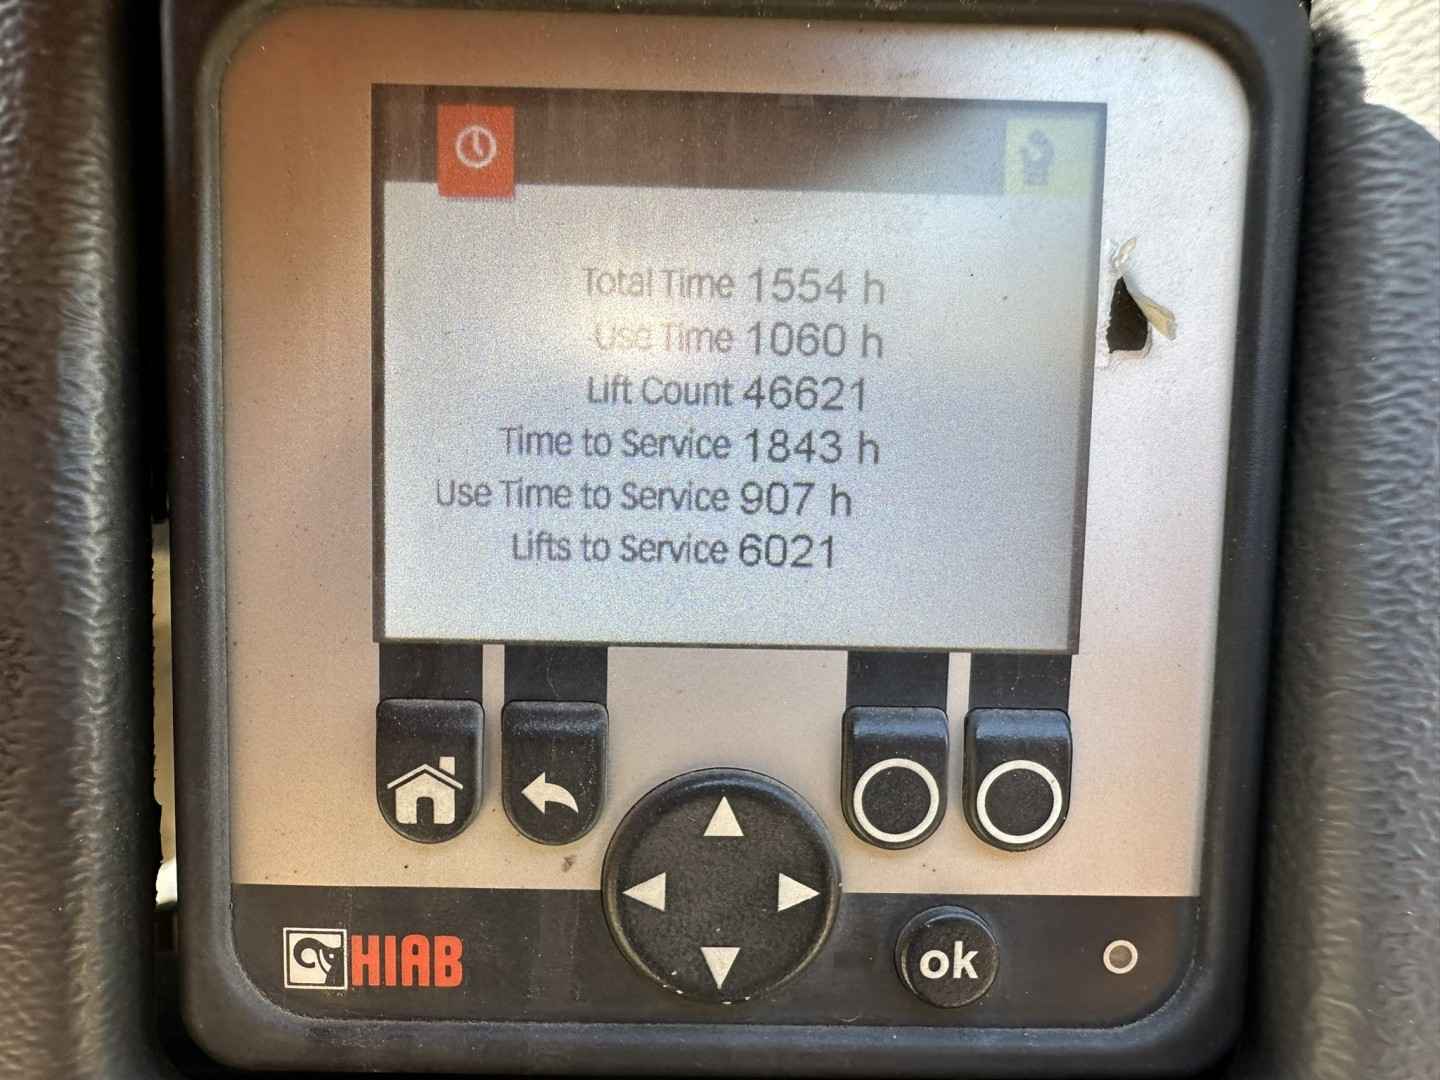 Total Time 1554 h
Use Time 1060 h
Lift Count 46621
Time to Service 1843 h
Use Time to Service 907 h
Lifts to Service 6021
HIAB
ok